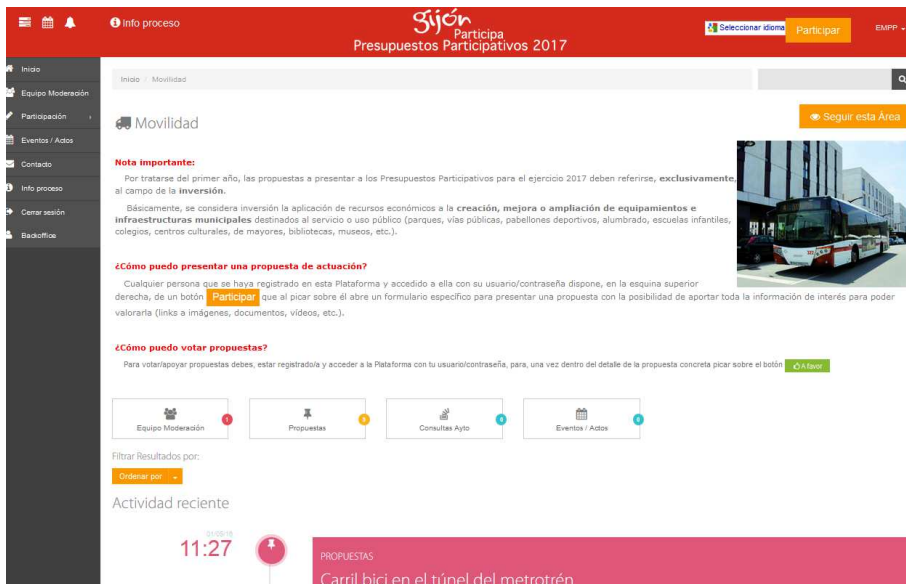 Info proceso
gijón
Participa
Presupuestos Participativos 2017
Seleccionar idioma
Participar
EMPP
Inicio
Equipo Moderación
Participación
Eventos / Actos
Contacto
Info proceso
Cerrar sesión
Backoffice
Inicio / Movilidad
Movilidad
Seguir esta Área
Nota importante:
Por tratarse del primer año, las propuestas a presentar a los Presupuestos Participativos para el ejercicio 2017 deben referirse, exclusivamente,
al campo de la inversión.
Básicamente, se considera inversión la aplicación de recursos económicos a la creación, mejora o ampliación de equipamientos e
infraestructuras municipales destinados al servicio o uso público (parques, vías públicas, pabellones deportivos, alumbrado, escuelas infantiles,
colegios, centros culturales, de mayores, bibliotecas, museos, etc.).
¿Cómo puedo presentar una propuesta de actuación?
Cualquier persona que se haya registrado en esta Plataforma y accedido a ella con su usuario/contraseña dispone, en la esquina superior
derecha, de un botón Participar que al picar sobre él abre un formulario específico para presentar una propuesta con la posibilidad de aportar toda la información de interés para poder
valorarla (links a imágenes, documentos, vídeos, etc.).
¿Cómo puedo votar propuestas?
Para votar/apoyar propuestas debes, estar registrado/a y acceder a la Plataforma con tu usuario/contraseña, para, una vez dentro del detalle de la propuesta concreta picar sobre el botón A favor
Equipo Moderación
1
Propuestas
Consultas Ayto
Eventos / Actos
Filtrar Resultados por:
Ordenar por
Actividad reciente
11:27
PROPUESTAS
Carril bici en el túnel del metrotrén